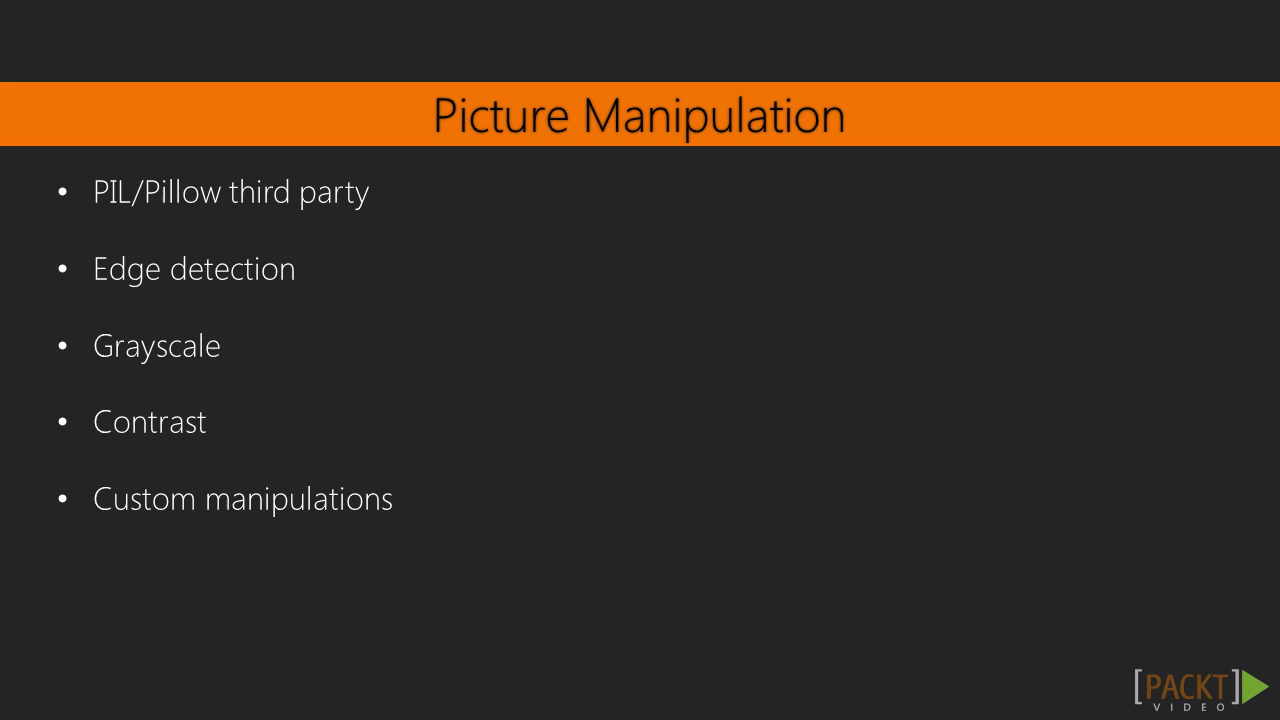 Picture Manipulation
• PIL/Pillow third party
• Edge detection
• Grayscale
• Contrast
• Custom manipulations
[PACKT]
VIDEO